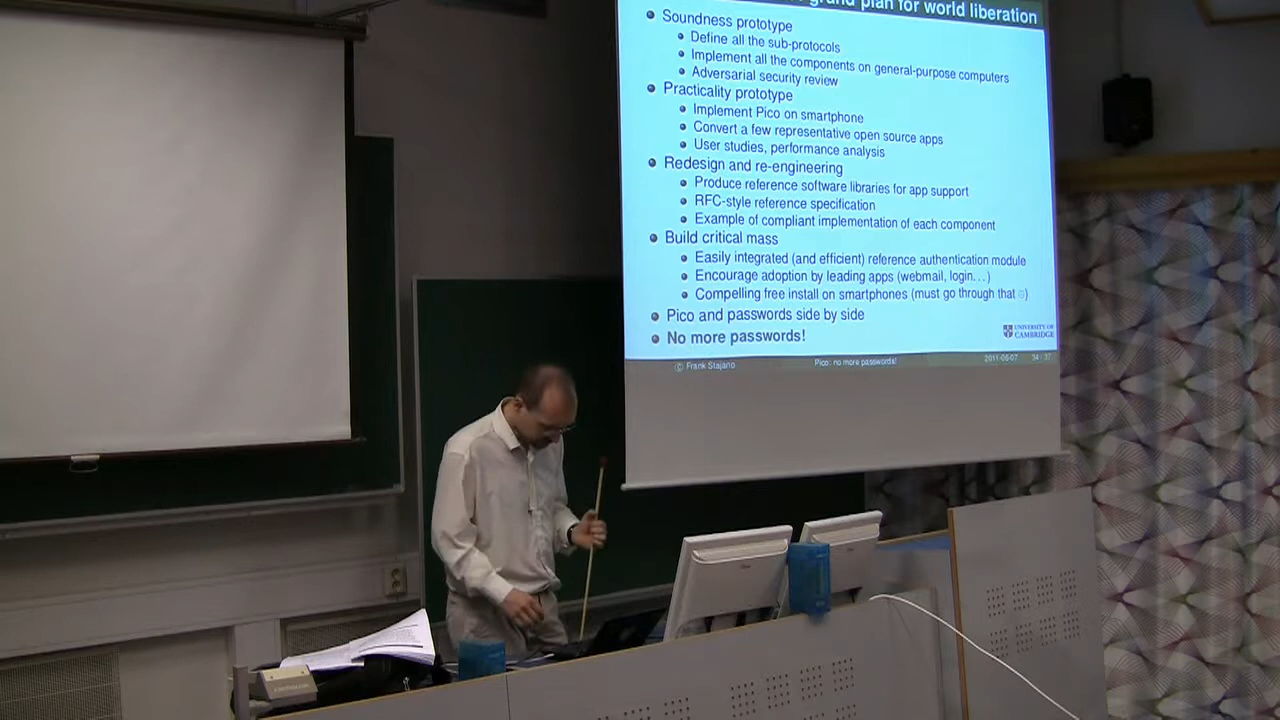 grand plan for world liberation
Soundness prototype
Define all the sub-protocols
Implement all the components on general-purpose computers
Adversarial security review
Practicality prototype
Implement Pico on smartphone
Convert a few representative open source apps
User studies, performance analysis
Redesign and re-engineering
Produce reference software libraries for app support
RFC-style reference specification
Example of compliant implementation of each component
Build critical mass
Easily integrated (and efficient) reference authentication module
Encourage adoption by leading apps (webmail, login...)
Compelling free install on smartphones (must go through that ☺)
Pico and passwords side by side
No more passwords!
UNIVERSITY OF
CAMBRIDGE
© Frank Stajano Pico: no more passwords! 2011-06-07 34 / 37